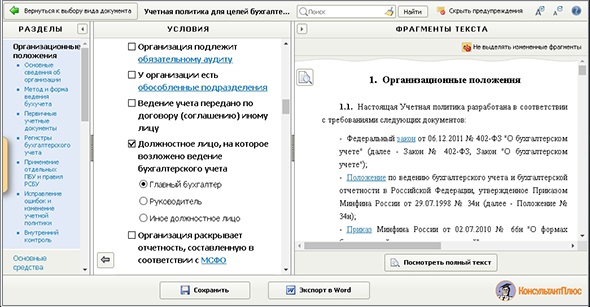 Вернуться к выбору вида документа
Учетная политика для целей бухгалте...
Поиск
Найти
Скрыть предупреждения
РАЗДЕЛЫ
Организационные
положения
Основные
сведения об
организации
Метод и форма
ведения
бухучета
Первичные
учетные
документы
Регистры
бухгалтерского
учета
Применение
отдельных
ПБУ и правил
РСБУ
Исправление
ошибок и
изменение
учетной
политики
Внутренний
контроль
Основные
средства
УСЛОВИЯ
Организация подлежит
обязательному аудиту
У организации есть
обособленные подразделения
Ведение учета передано по
договору (соглашению) иному
лицу
Должностное лицо, на которое
возложено ведение
бухгалтерского учета
Главный бухгалтер
Руководитель
Иное должностное лицо
Организация раскрывает
отчетность, составленную в
соответствии с МСФО
ФРАГМЕНТЫ ТЕКСТА
Не выделять измененные фрагменты
1. Организационные положения
1.1. Настоящая Учетная политика разработана в соответствии
с требованиями следующих документов:
- Федеральный закон от 06.12.2011 № 402-ФЗ "О бухгалтерском
учете" (далее - Закон № 402-ФЗ, Закон "О бухгалтерском
учете");
- Положение по ведению бухгалтерского учета и бухгалтерской
отчетности в Российской Федерации, утвержденное Приказом
Минфина России от 29.07.1998 № 34н (далее - Положение №
34н);
- Приказ Минфина России от 02.07.2010 № 66н "О формах
Посмотреть полный текст
Сохранить
Экспорт в Word
КонсультантПлюс